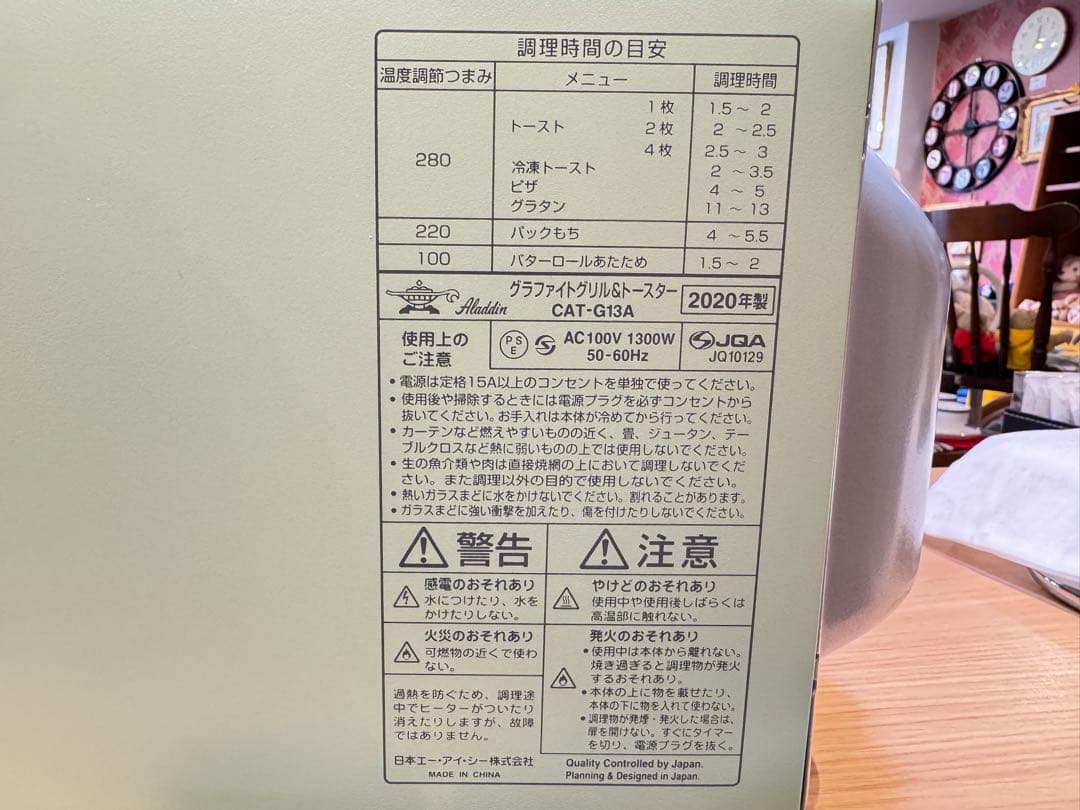 調理時間の目安
温度調節つまみ メニュー 調理時間
280 トースト 1枚 1.5～ 2
2枚 2 ～2.5
4枚 2.5～ 3
冷凍トースト 2 ～3.5
ピザ 4 ～ 5
グラタン 11～13
220 パックもち 4 ～5.5
100 バターロールあたため 1.5～ 2
Aladdin
グラファイトグリル&トースター
CAT-G13A
2020年製
使用上の
ご注意
PS
E
AC100V 1300W
50-60Hz
JQA
JQ10129
• 電源は定格15A以上のコンセントを単独で使ってください。
• 使用後や掃除するときには電源プラグを必ずコンセントから
抜いてください。お手入れは本体が冷めてから行ってください。
• カーテンなど燃えやすいものの近く、畳、ジュータン、テー
ブルクロスなど熱に弱いものの上では使用しないでください。
• 生の魚介類や肉は直接焼網の上において調理しないでくだ
さい。また調理以外の目的で使用しないでください。
• 熱いガラスまどに水をかけないでください。割れることがあります。
• ガラスまどに強い衝撃を加えたり、傷を付けたりしないでください。
警告
感電のおそれあり
水につけたり、水を
かけたりしない。
火災のおそれあり
可燃物の近くで使わ
ない。
過熱を防ぐため、調理途
中でヒーターがついたり
消えたりしますが、故障
ではありません。
日本エー・アイ・シー株式会社
MADE IN CHINA
注意
やけどのおそれあり
使用中や使用後しばらくは
高温部に触れない。
発火のおそれあり
• 使用中は本体から離れない。
焼き過ぎると調理物が発火
するおそれあり。
• 本体の上に物を載せたり、
本体の下に物を入れて使わない。
• 調理物が発煙・発火した場合は、
扉を開けない。すぐにタイマー
を切り、電源プラグを抜く。
Quality Controlled by Japan.
Planning & Designed in Japan.